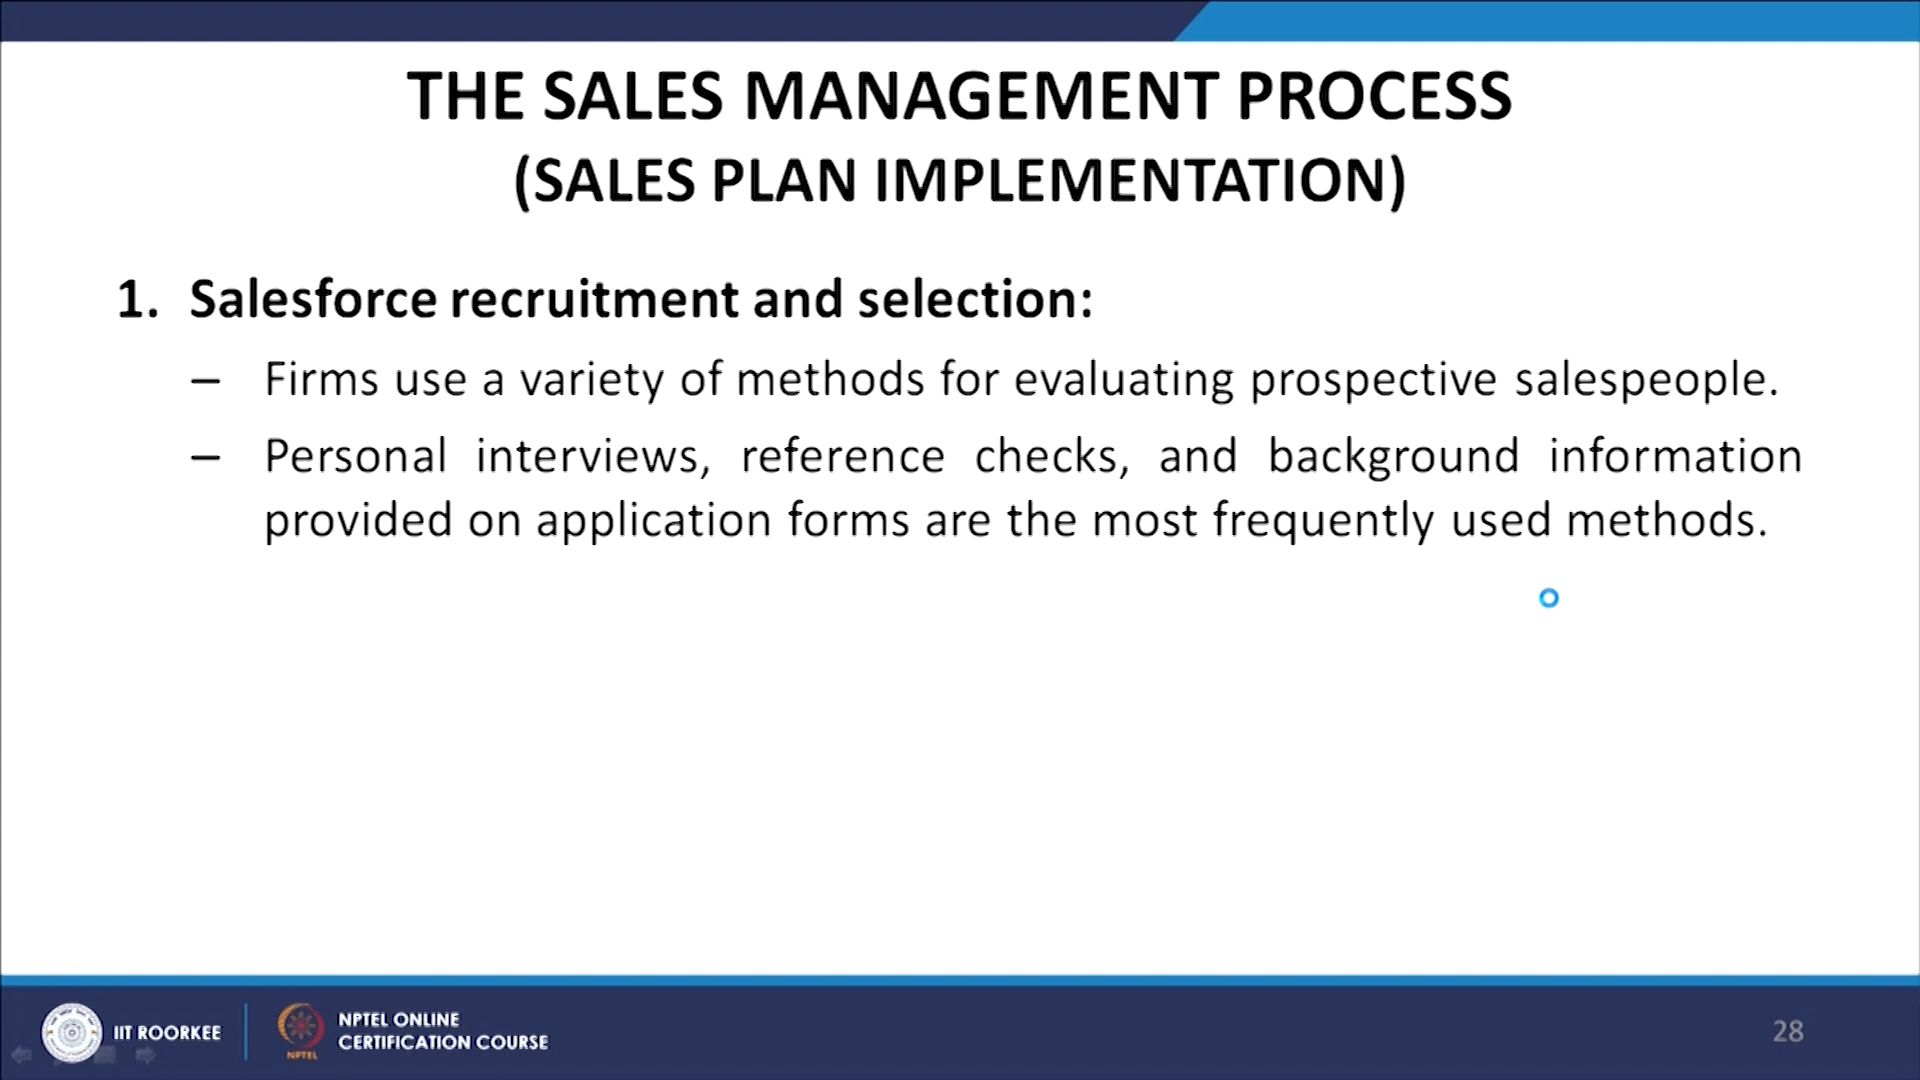 THE SALES MANAGEMENT PROCESS
(SALES PLAN IMPLEMENTATION)
1. Salesforce recruitment and selection:
– Firms use a variety of methods for evaluating prospective salespeople.
– Personal interviews, reference checks, and background information
provided on application forms are the most frequently used methods.
IIT ROORKEE
NPTEL
NPTEL ONLINE
CERTIFICATION COURSE
28